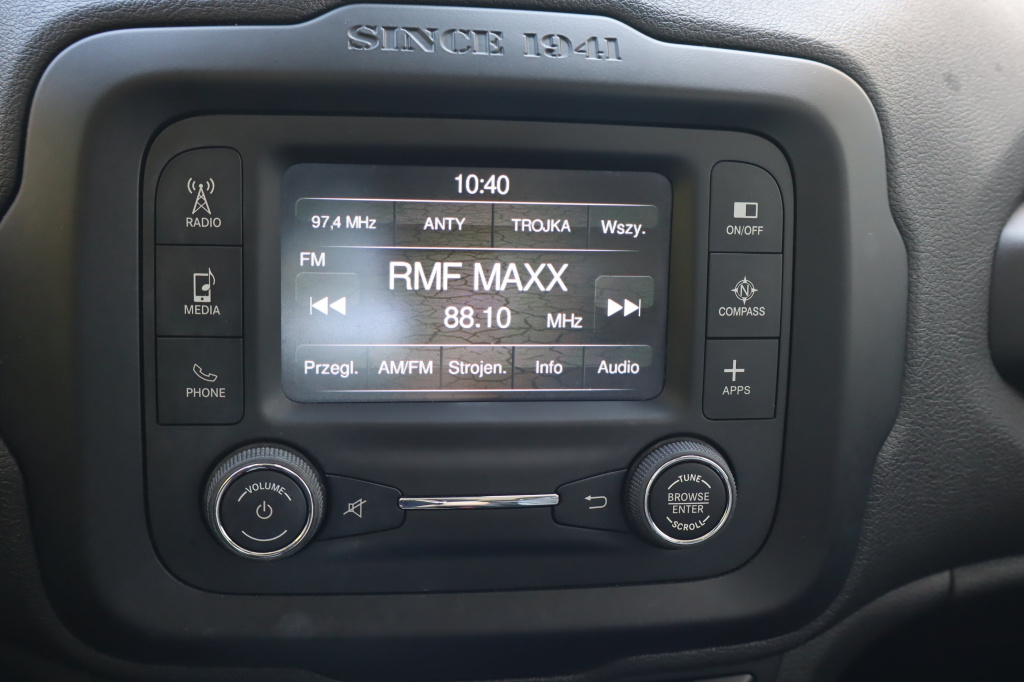 SINCE 1941
10:40
97,4 MHz ANTY TROJKA Wszy.
FM
RMF MAXX
88.10 MHz
Przegl. AM/FM Strojen. Info Audio
RADIO
MEDIA
PHONE
ON/OFF
N
COMPASS
APPS
VOLUME
TUNE
BROWSE
ENTER
SCROLL